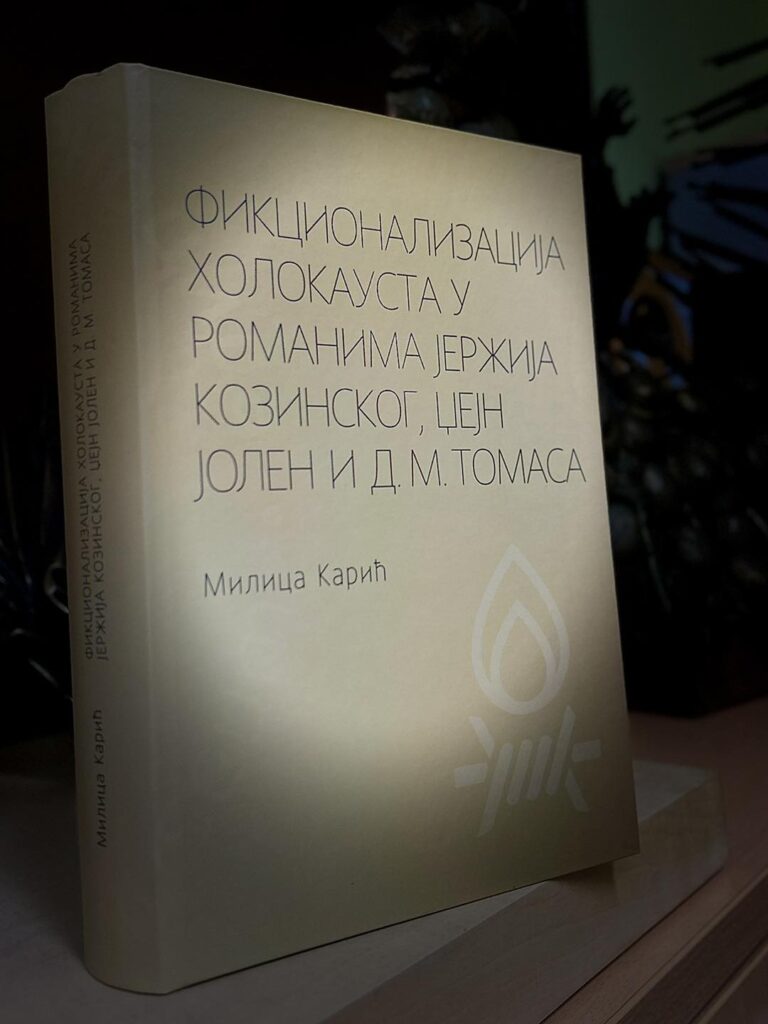 ФИКЦИОНАЛИЗАЦИЈА
ХОЛОКАУСТА У
РОМАНИМА ЈЕРЖИЈА
КОЗИНСКОГ, ЏЕЈН
ЈОЛЕН И Д. М. ТОМАСА
Милица Карић
Милица Карић
ФИКЦИОНАЛИЗАЦИЈА ХОЛОКАУСТА У РОМАНИМА
ЈЕРЖИЈА КОЗИНСКОГ, ЏЕЈН ЈОЛЕН И Д. М. ТОМАСА